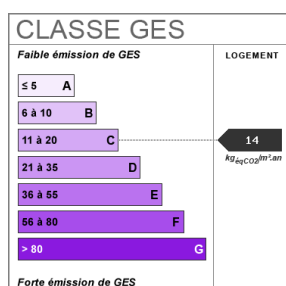 CLASSE GES
Faible émission de GES
LOGEMENT
≤ 5 A
6 à 10 B
11 à 20 C
14
kgéqCO2/m².an
21 à 35 D
36 à 55 E
56 à 80 F
> 80 G
Forte émission de GES